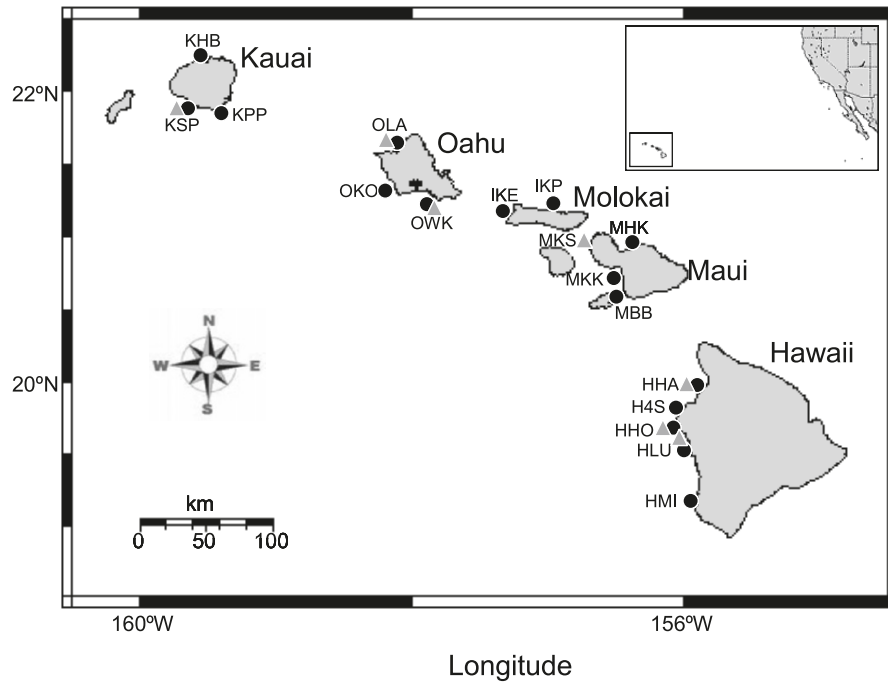 KHB
Kauai
22ºN
KSP
KPP
OLA
Oahu
OKO
OWK
IKE
IKP
Molokai
MKS
MHK
Maui
MKK
MBB
N
W
E
S
Hawaii
20ºN
HHA
H4S
HHO
HLU
HMI
km
0
50
100
160ºW
156ºW
Longitude